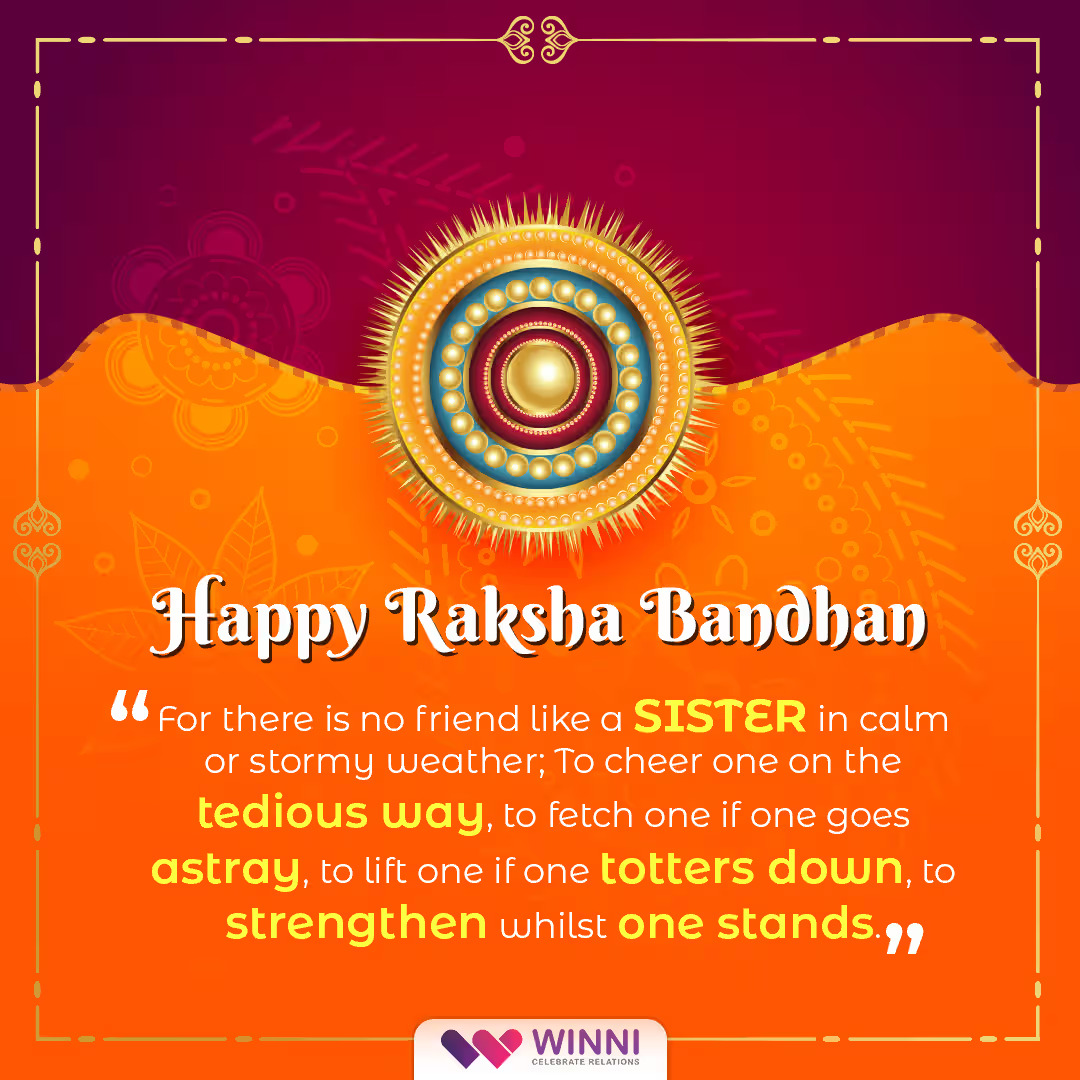 Happy Raksha Bandhan
“For there is no friend like a SISTER in calm
or stormy weather; To cheer one on the
tedious way, to fetch one if one goes
astray, to lift one if one totters down, to
strengthen whilst one stands.”
WINNI
CELEBRATE RELATIONS